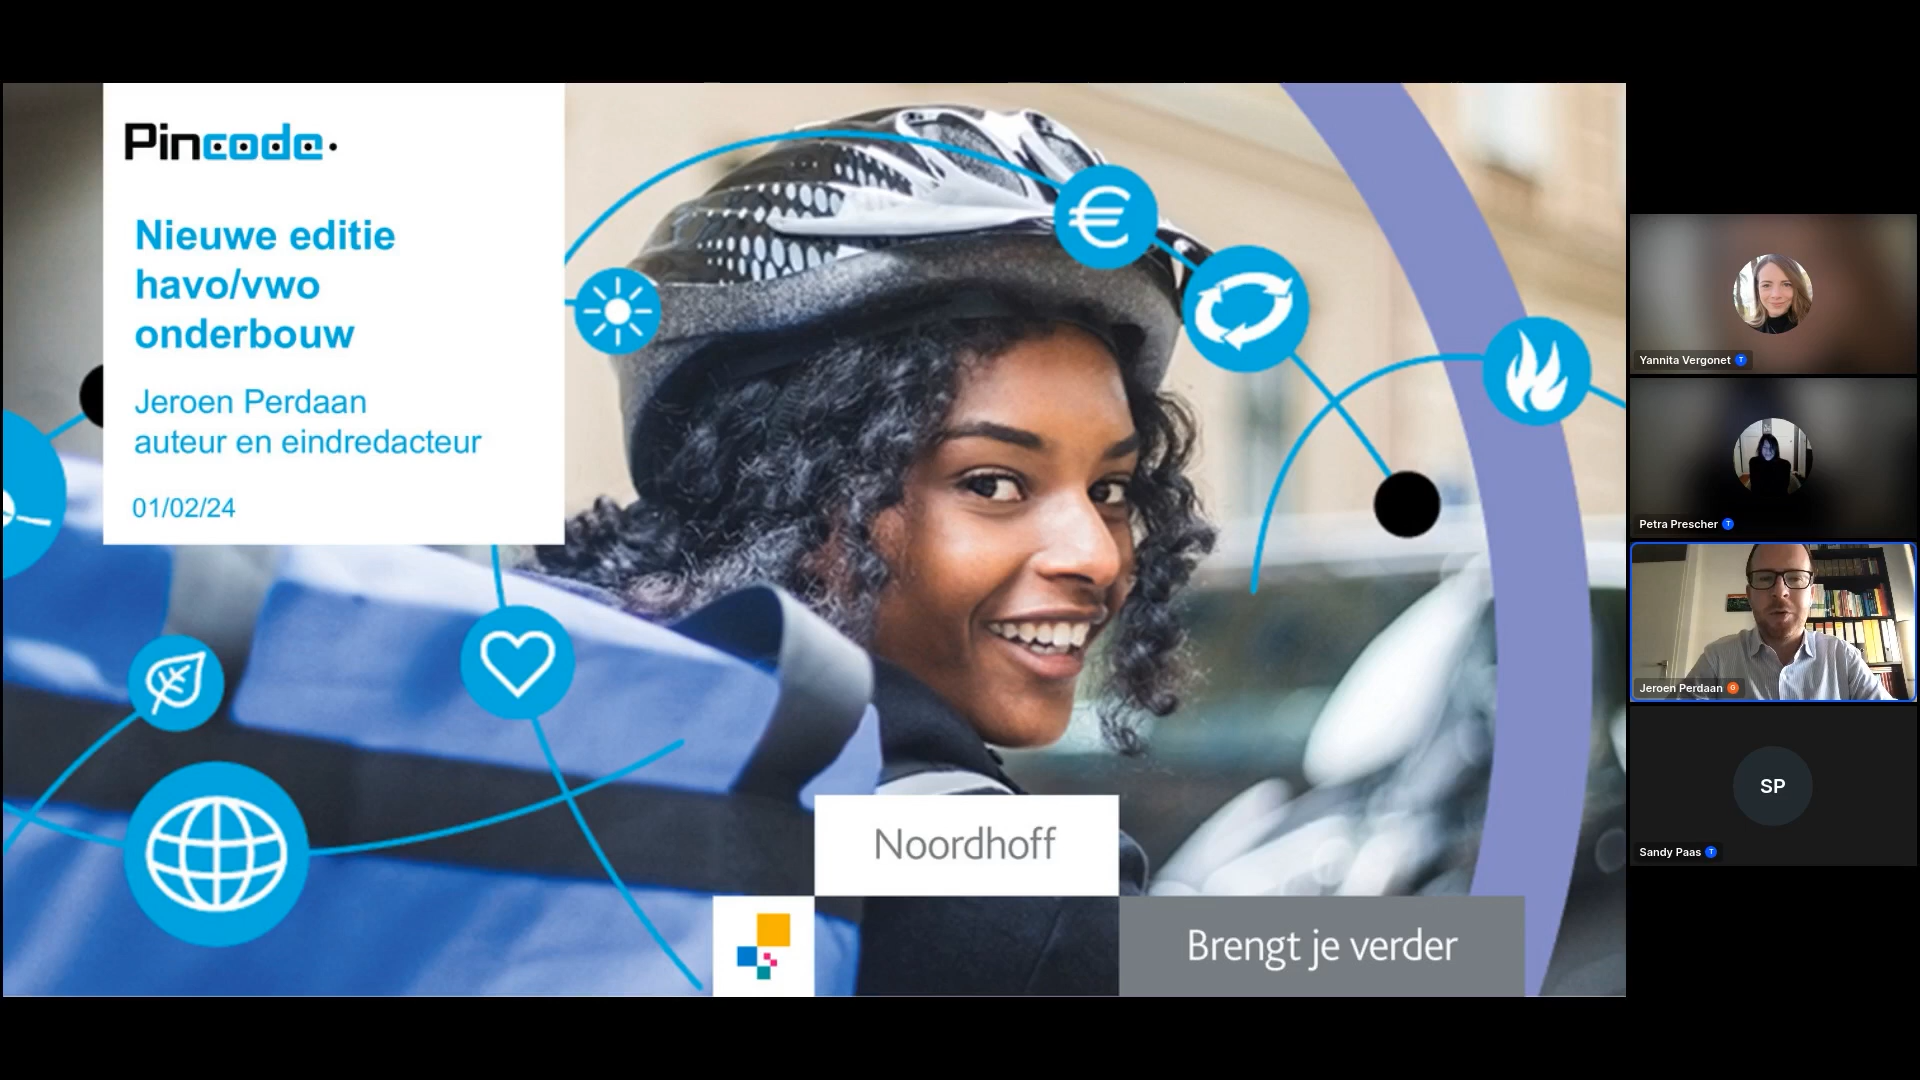 Pincode
Nieuwe editie
havo/vwo
onderbouw
Jeroen Perdaan
auteur en eindredacteur
01/02/24
€
Noordhoff
Brengt je verder
Yannita Vergonet T
Petra Prescher T
Jeroen Perdaan G
SP
Sandy Paas T